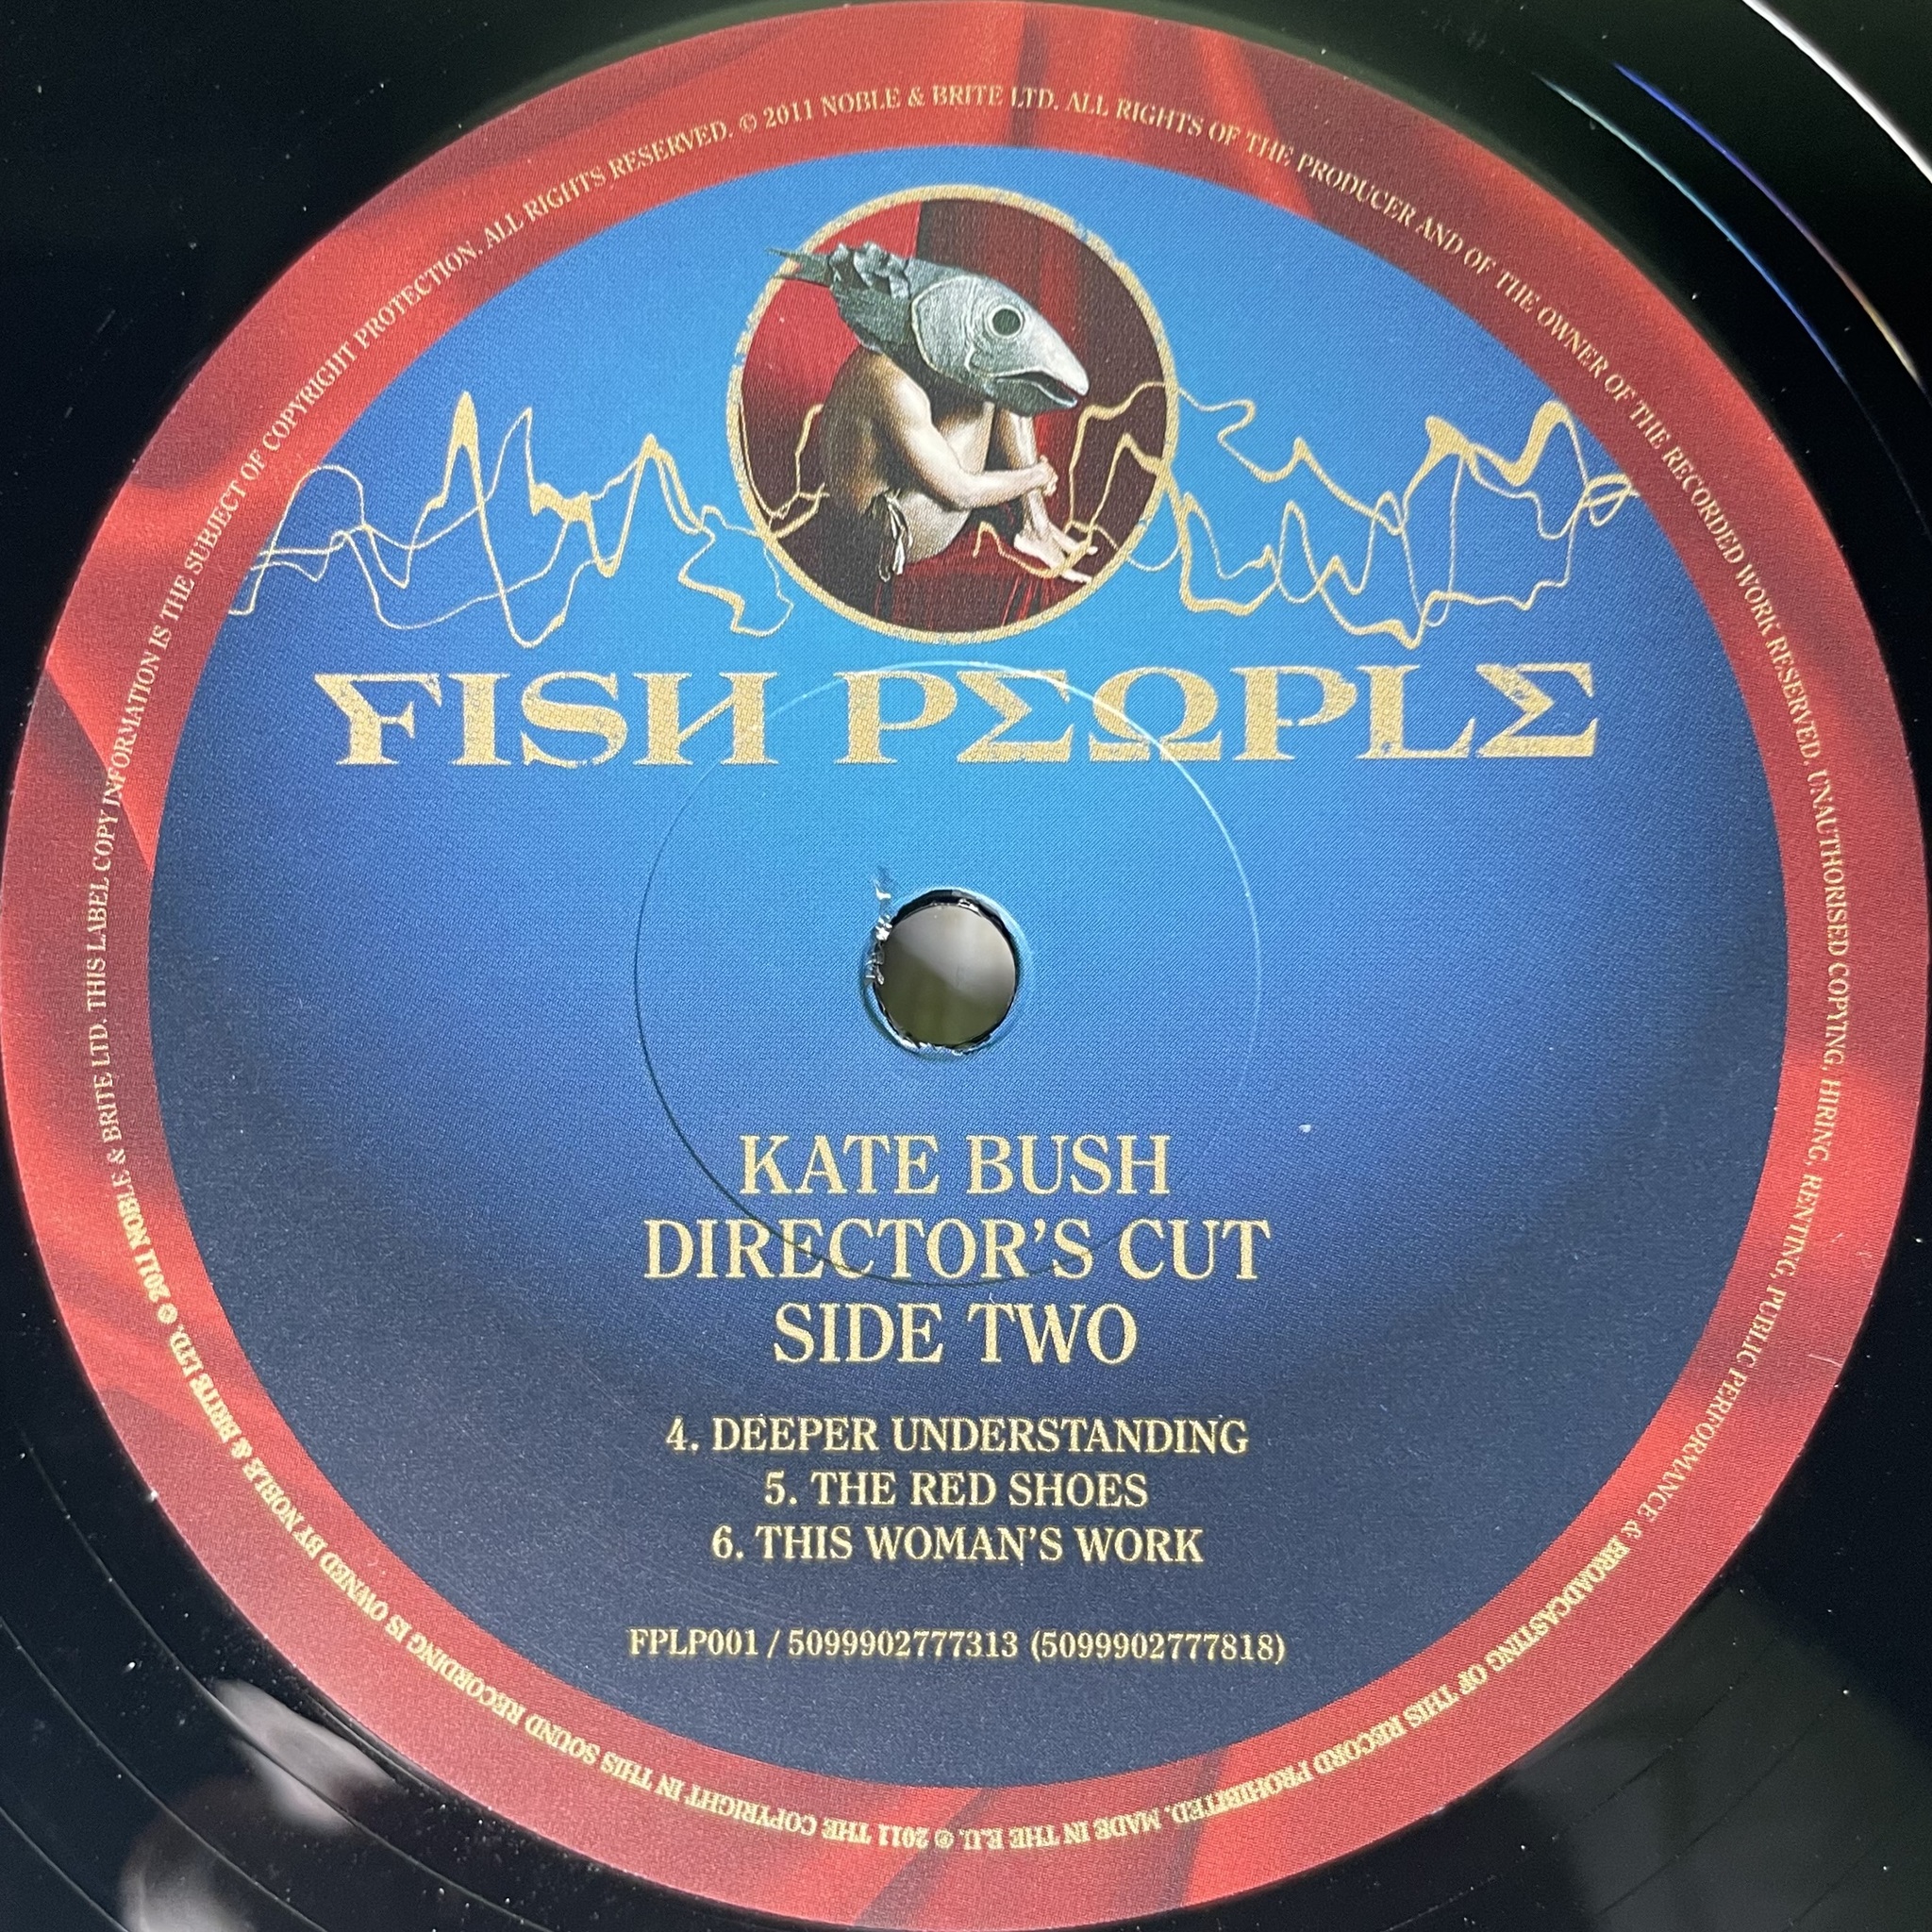 FISH PEOPLE
KATE BUSH
DIRECTOR'S CUT
SIDE TWO
4. DEEPER UNDERSTANDING
5. THE RED SHOES
6. THIS WOMAN'S WORK
FPLP001 / 5099902777313 (5099902777818)
℗ 2011 THE COPYRIGHT IN THIS SOUND RECORDING IS OWNED BY NOBLE & BRITE LTD. © 2011 NOBLE & BRITE LTD. THIS LABEL COPY INFORMATION IS THE SUBJECT OF COPYRIGHT PROTECTION. ALL RIGHTS RESERVED. © 2011 NOBLE & BRITE LTD. ALL RIGHTS OF THE PRODUCER AND OF THE OWNER OF THE RECORDED WORK RESERVED. UNAUTHORISED COPYING, HIRING, RENTING, PUBLIC PERFORMANCE & BROADCASTING OF THIS RECORD PROHIBITED. MADE IN THE E.U.